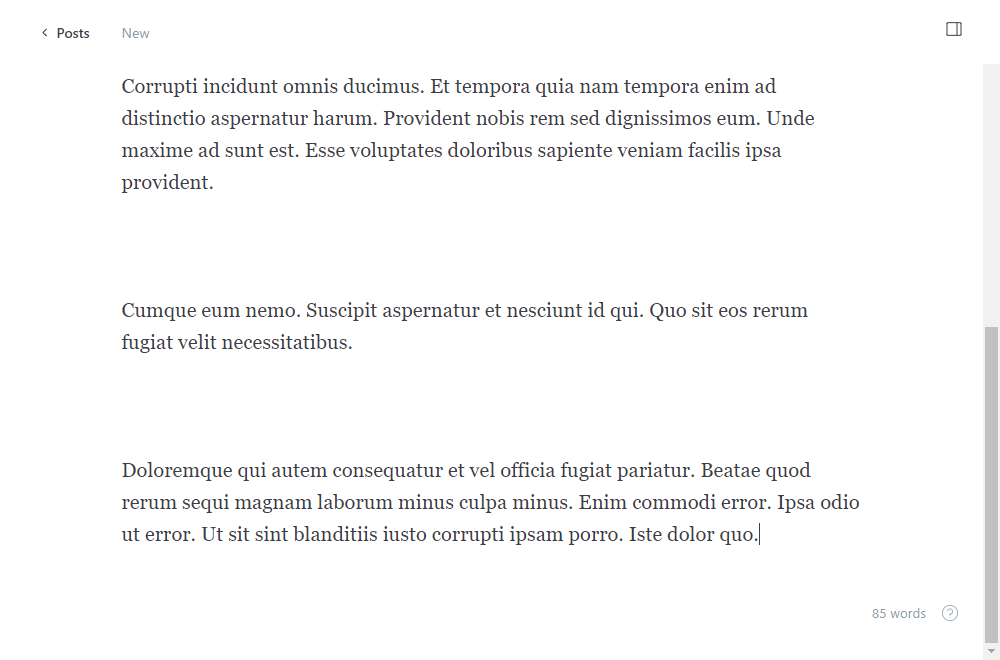 Posts New
Corrupti incidunt omnis ducimus. Et tempora quia nam tempora enim ad
distinctio aspernatur harum. Provident nobis rem sed dignissimos eum. Unde
maxime ad sunt est. Esse voluptates doloribus sapiente veniam facilis ipsa
provident.
Cumque eum nemo. Suscipit aspernatur et nesciunt id qui. Quo sit eos rerum
fugiat velit necessitatibus.
Doloremque qui autem consequatur et vel officia fugiat pariatur. Beatae quod
rerum sequi magnam laborum minus culpa minus. Enim commodi error. Ipsa odio
ut error. Ut sit sint blanditiis iusto corrupti ipsam porro. Iste dolor quo.
85 words ?